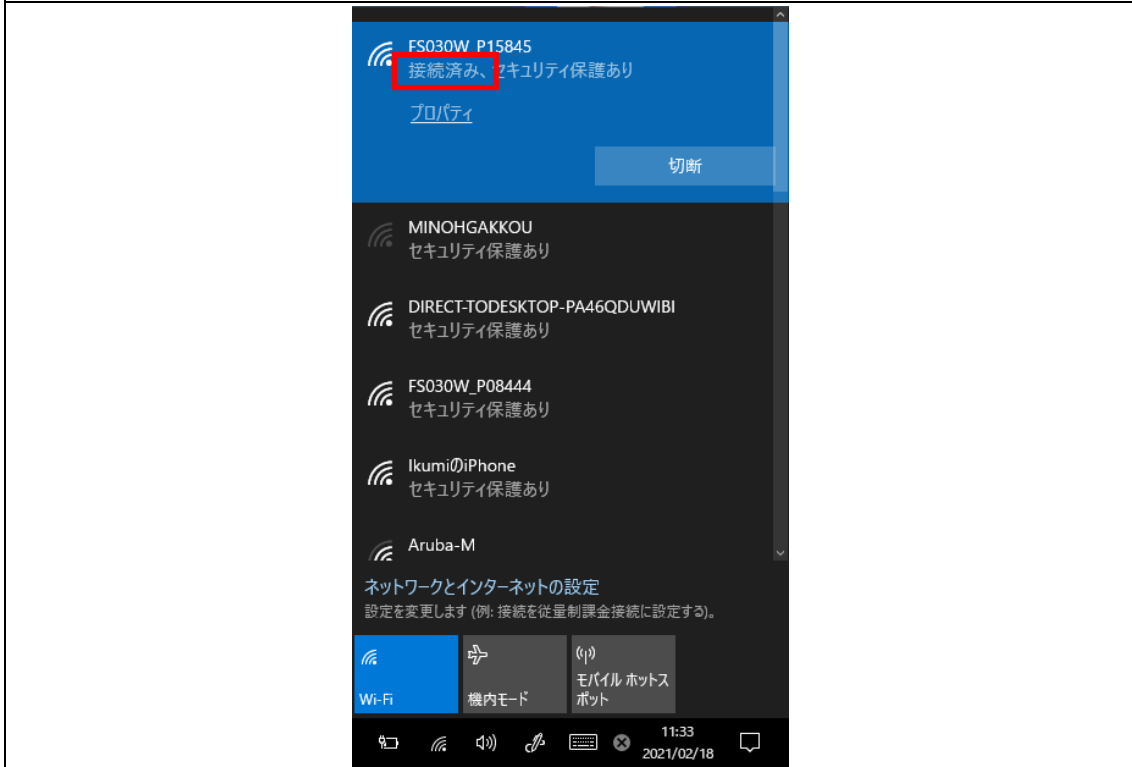 FS030W_P15845
接続済み、セキュリティ保護あり
プロパティ
切断
MINOHGAKKOU
セキュリティ保護あり
DIRECT-TODESKTOP-PA46QDUWIBI
セキュリティ保護あり
FS030W_P08444
セキュリティ保護あり
IkumiのiPhone
セキュリティ保護あり
Aruba-M
ネットワークとインターネットの設定
設定を変更します (例: 接続を従量制課金接続に設定する)。
Wi-Fi
機内モード
モバイル ホットス
ポット
11:33
2021/02/18